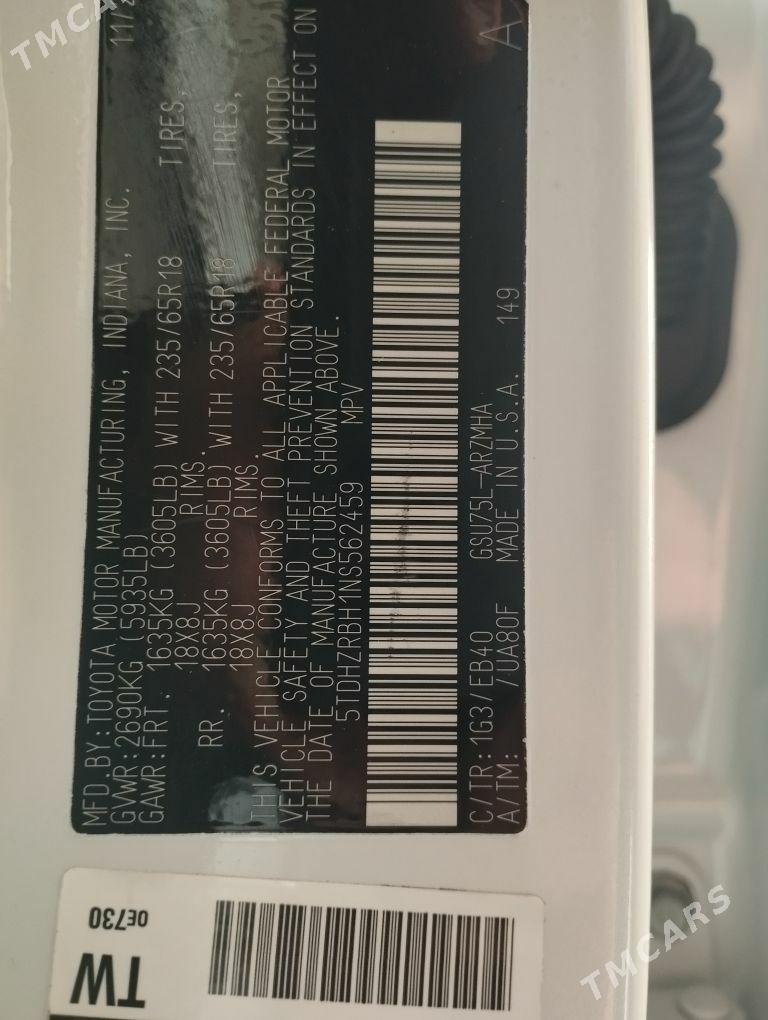 MFD.BY:TOYOTA MOTOR MANUFACTURING, INDIANA, INC. 11/
GVWR:2690KG (5935LB)
GAWR:FRT. 1635KG (3605LB) WITH 235/65R18 TIRES,
18X8J RIMS.
RR. 1635KG (3605LB) WITH 235/65R18 TIRES,
18X8J RIMS.
THIS VEHICLE CONFORMS TO ALL APPLICABLE FEDERAL MOTOR
VEHICLE SAFETY AND THEFT PREVENTION STANDARDS IN EFFECT ON
THE DATE OF MANUFACTURE SHOWN ABOVE.
5TDHZRBH1NS562459 MPV
C/TR:1G3/EB40 GSU75L-ARZMHA
A/TM: /UA80F MADE IN U.S.A. 149
TW
0E730
TMCARS
TMCARS